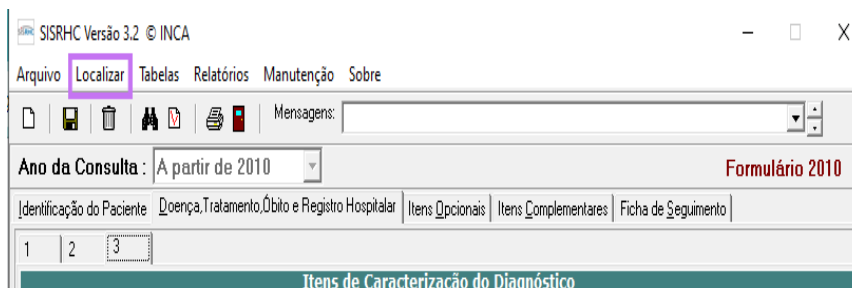 SISRHC Versão 3.2 © INCA
Arquivo Localizar Tabelas Relatórios Manutenção Sobre
Mensagens:
Ano da Consulta : A partir de 2010 Formulário 2010
Identificação do Paciente Doença,Tratamento,Óbito e Registro Hospitalar Itens Opcionais Itens Complementares Ficha de Seguimento
1 2 3
Itens de Caracterização do Diagnóstico